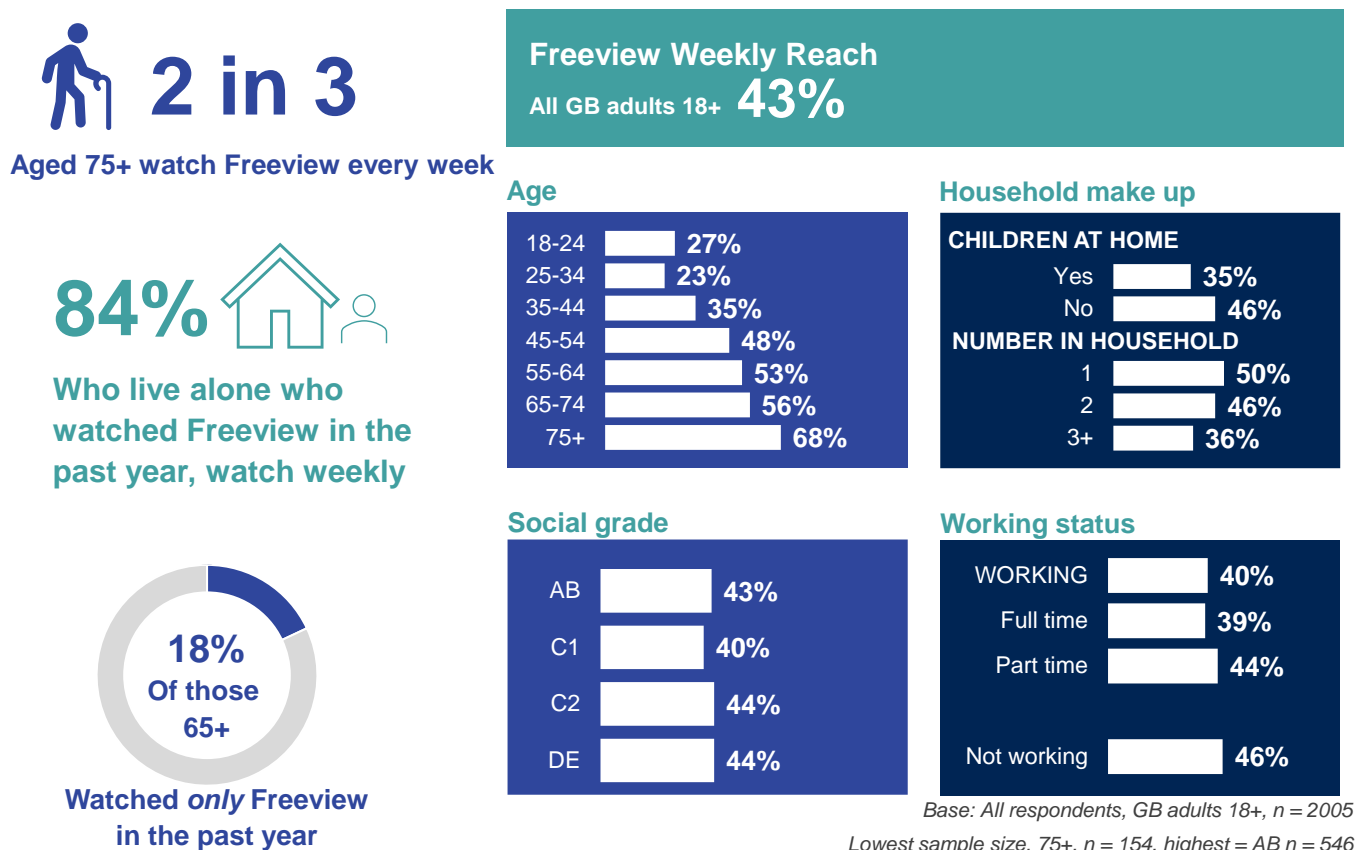 2 in 3
Aged 75+ watch Freeview every week
84%
Who live alone who
watched Freeview in the
past year, watch weekly
18%
Of those
65+
Watched only Freeview
in the past year
Freeview Weekly Reach
All GB adults 18+ 43%
Age
18-24 27%
25-34 23%
35-44 35%
45-54 48%
55-64 53%
65-74 56%
75+ 68%
Household make up
CHILDREN AT HOME
Yes 35%
No 46%
NUMBER IN HOUSEHOLD
1 50%
2 46%
3+ 36%
Social grade
AB 43%
C1 40%
C2 44%
DE 44%
Working status
WORKING 40%
Full time 39%
Part time 44%
Not working 46%
Base: All respondents, GB adults 18+, n = 2005
Lowest sample size, 75+, n = 154, highest = AB n = 546